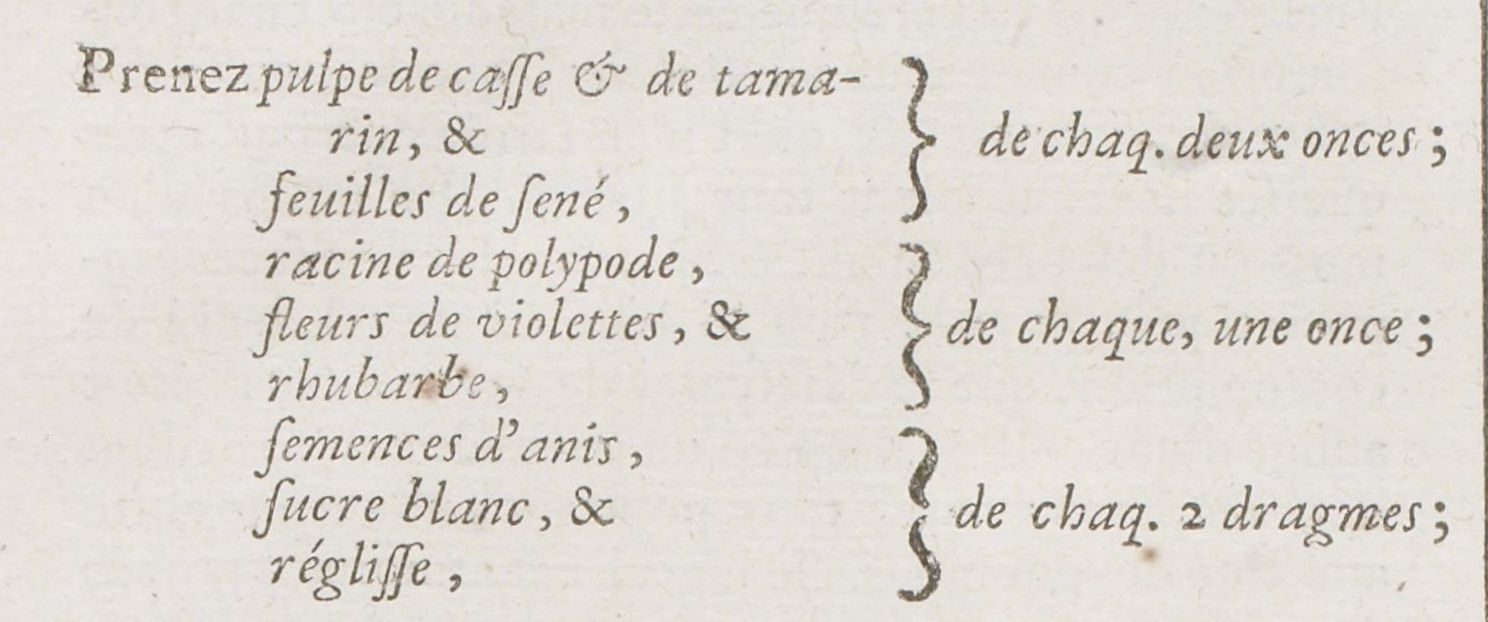 Prenez pulpe de caſſe & de tama-
rin, &
feuilles de ſené,
de chaq. deux onces;
racine de polypode,
fleurs de violettes, &
rhubarbe,
de chaque, une once;
ſemences d'anis,
ſucre blanc, &
régliſſe,
de chaq. 2 dragmes;